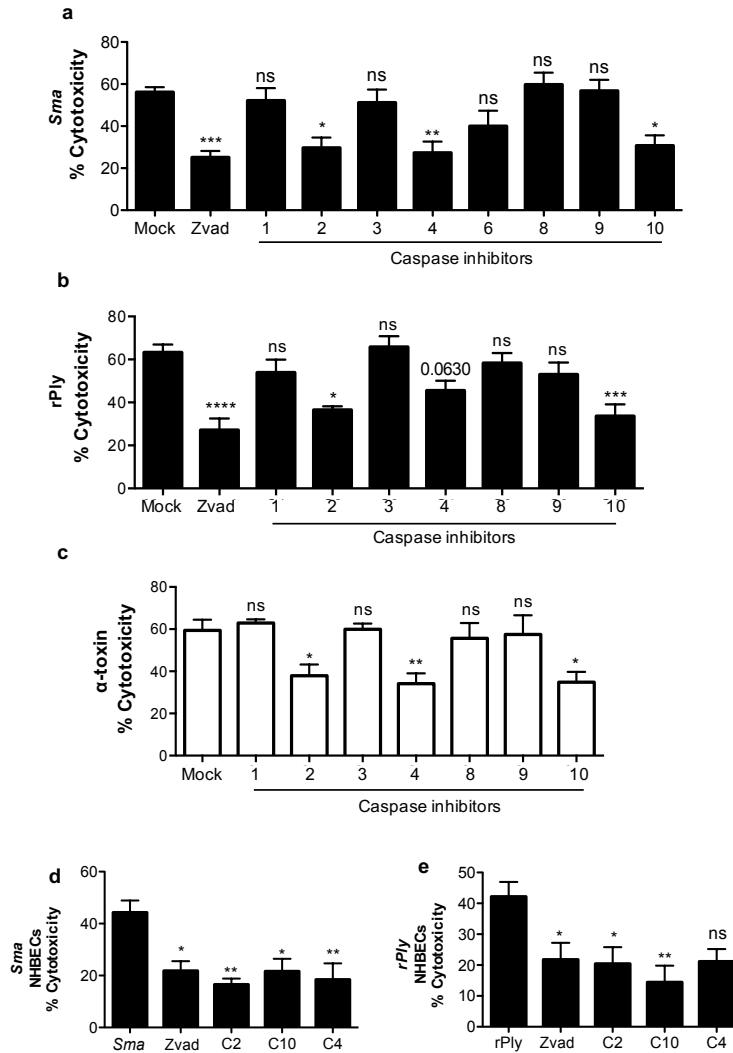 a
Sma
% Cytotoxicity
80
60
40
20
0
*** ns * ns ** ns ns ns *
Mock Zvad 1 2 3 4 6 8 9 10
Caspase inhibitors
b
rPly
% Cytotoxicity
80
60
40
20
0
**** ns * ns 0.0630 ns ns ***
Mock Zvad 1 2 3 4 8 9 10
Caspase inhibitors
c
α-toxin
% Cytotoxicity
80
60
40
20
0
ns * ns ** ns ns *
Mock 1 2 3 4 8 9 10
Caspase inhibitors
d
Sma
NHBECs
% Cytotoxicity
60
40
20
0
* ** * **
Sma Zvad C2 C10 C4
e
rPly
NHBECs
% Cytotoxicity
50
40
30
20
10
0
* * ** ns
rPly Zvad C2 C10 C4